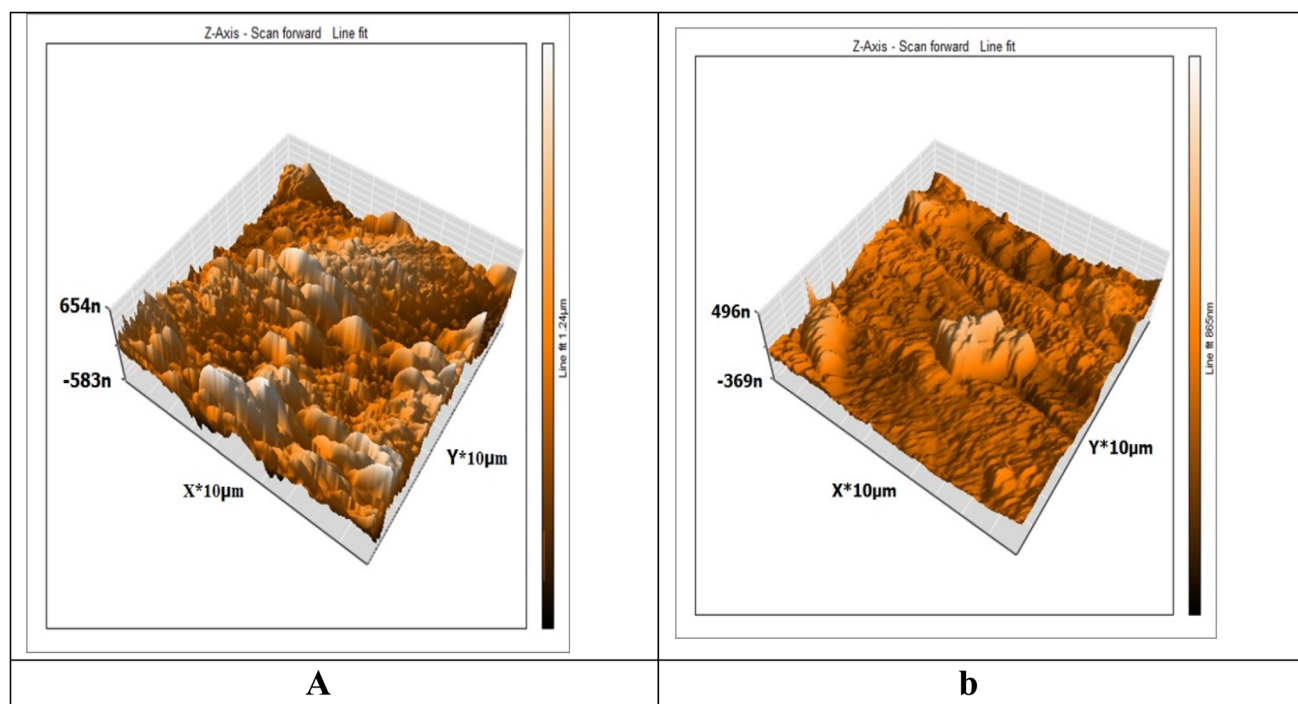 Z-Axis - Scan forward Line fit
654n
-583n
X*10µm
Y*10µm
Line fit 1.24µm
A
Z-Axis - Scan forward Line fit
496n
-369n
X*10µm
Y*10µm
Line fit 865nm
b